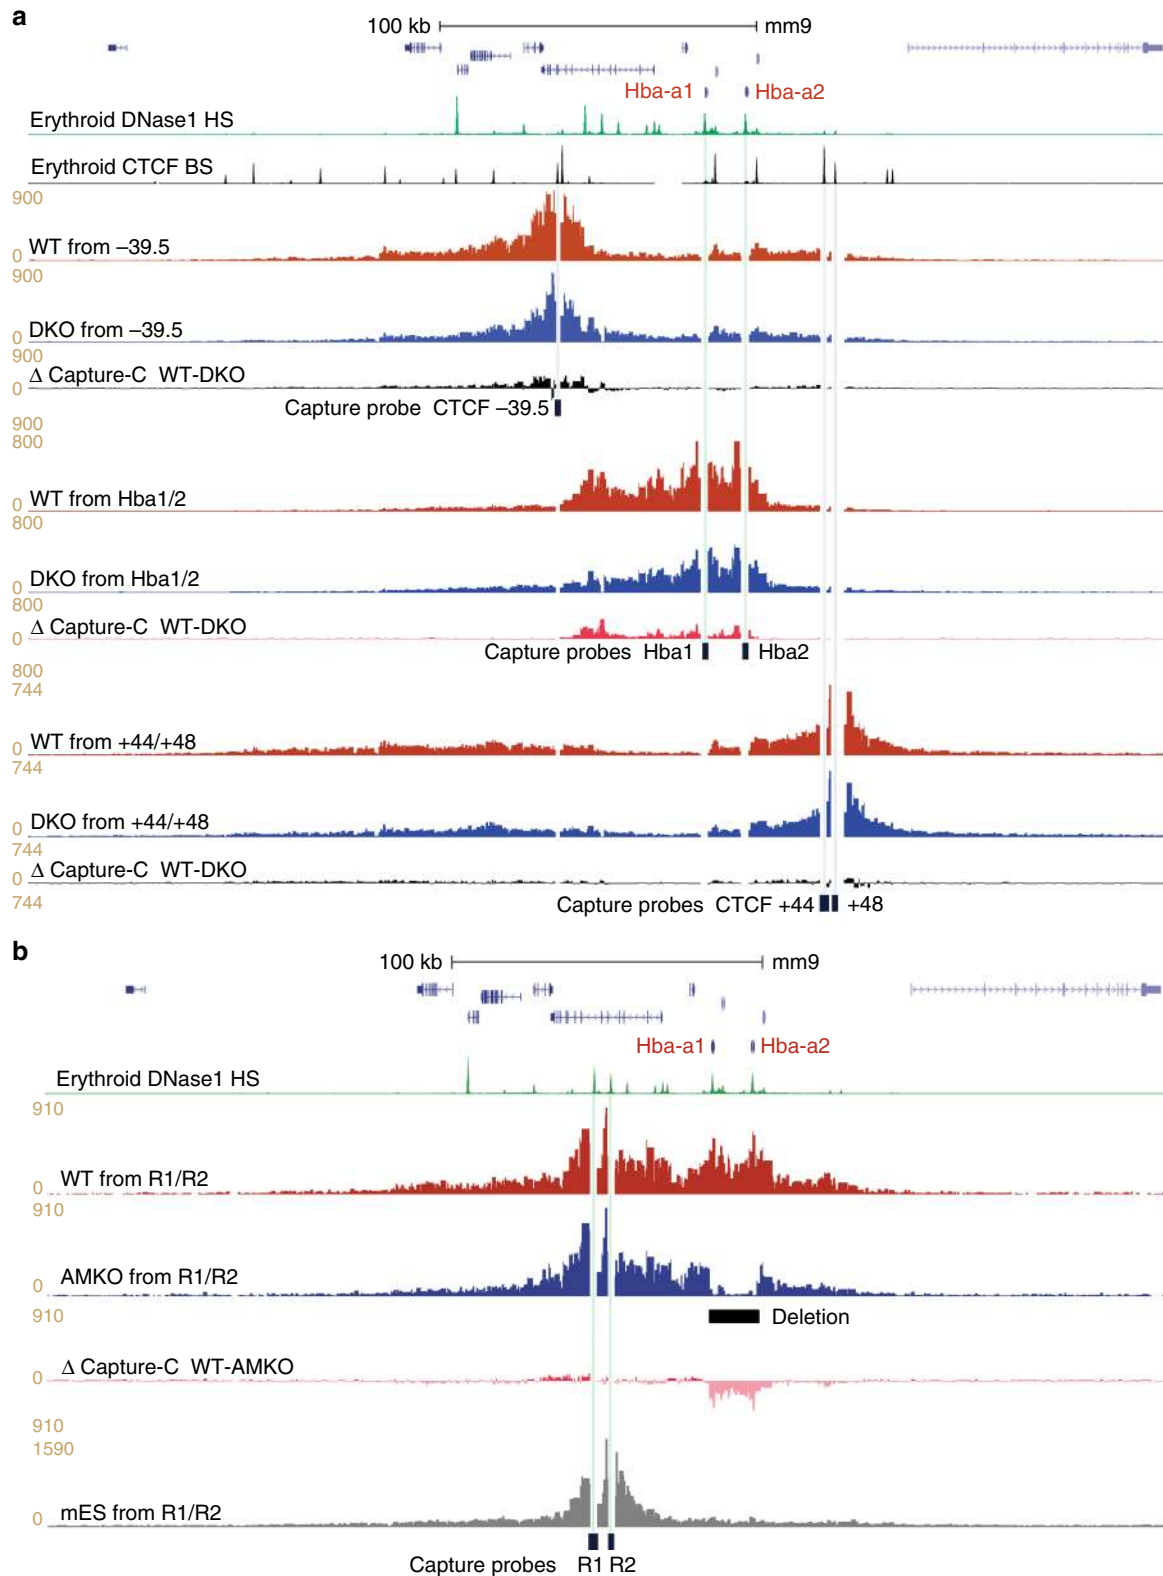 a
100 kb mm9
Hba-a1 Hba-a2
Erythroid DNase1 HS
Erythroid CTCF BS
900
WT from –39.5
0
900
DKO from –39.5
0
900
Δ Capture-C WT-DKO
0
Capture probe CTCF –39.5
900
800
WT from Hba1/2
0
800
DKO from Hba1/2
0
800
Δ Capture-C WT-DKO
0
Capture probes Hba1 Hba2
800
744
WT from +44/+48
0
744
DKO from +44/+48
0
744
Δ Capture-C WT-DKO
0
744
Capture probes CTCF +44 +48
b
100 kb mm9
Hba-a1 Hba-a2
Erythroid DNase1 HS
910
WT from R1/R2
0
910
AMKO from R1/R2
0
910
Deletion
Δ Capture-C WT-AMKO
0
910
1590
mES from R1/R2
0
Capture probes R1 R2